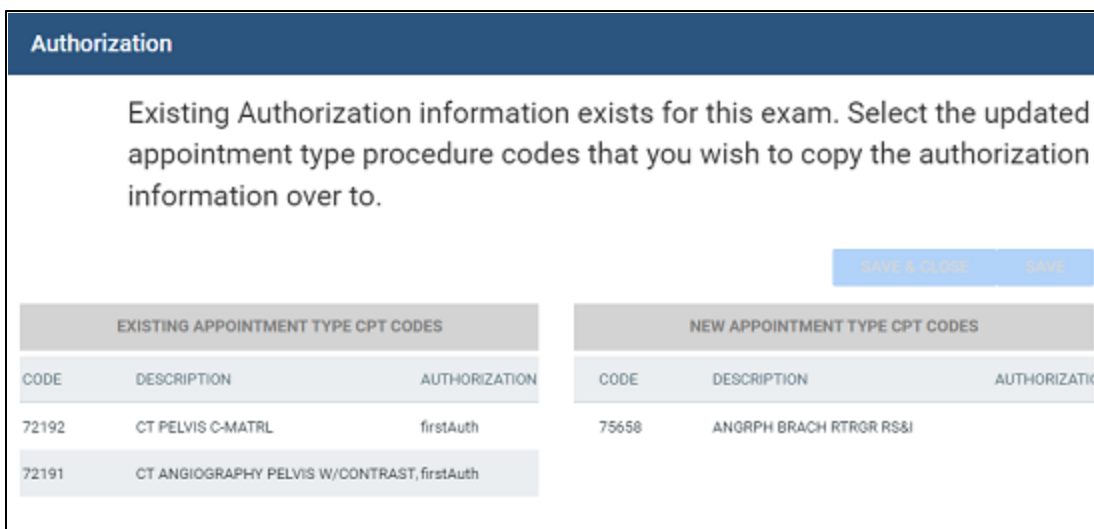 Authorization
Existing Authorization information exists for this exam. Select the updated
appointment type procedure codes that you wish to copy the authorization
information over to.
SAVE & CLOSE SAVE
EXISTING APPOINTMENT TYPE CPT CODES
CODE DESCRIPTION AUTHORIZATION
72192 CT PELVIS C-MATRL firstAuth
72191 CT ANGIOGRAPHY PELVIS W/CONTRAST, firstAuth
NEW APPOINTMENT TYPE CPT CODES
CODE DESCRIPTION AUTHORIZATIO
75658 ANGRPH BRACH RTRGR RS&I